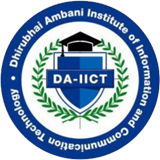 • Dhirubhai Ambani Institute of Information and Communication Technology
DA-IICT